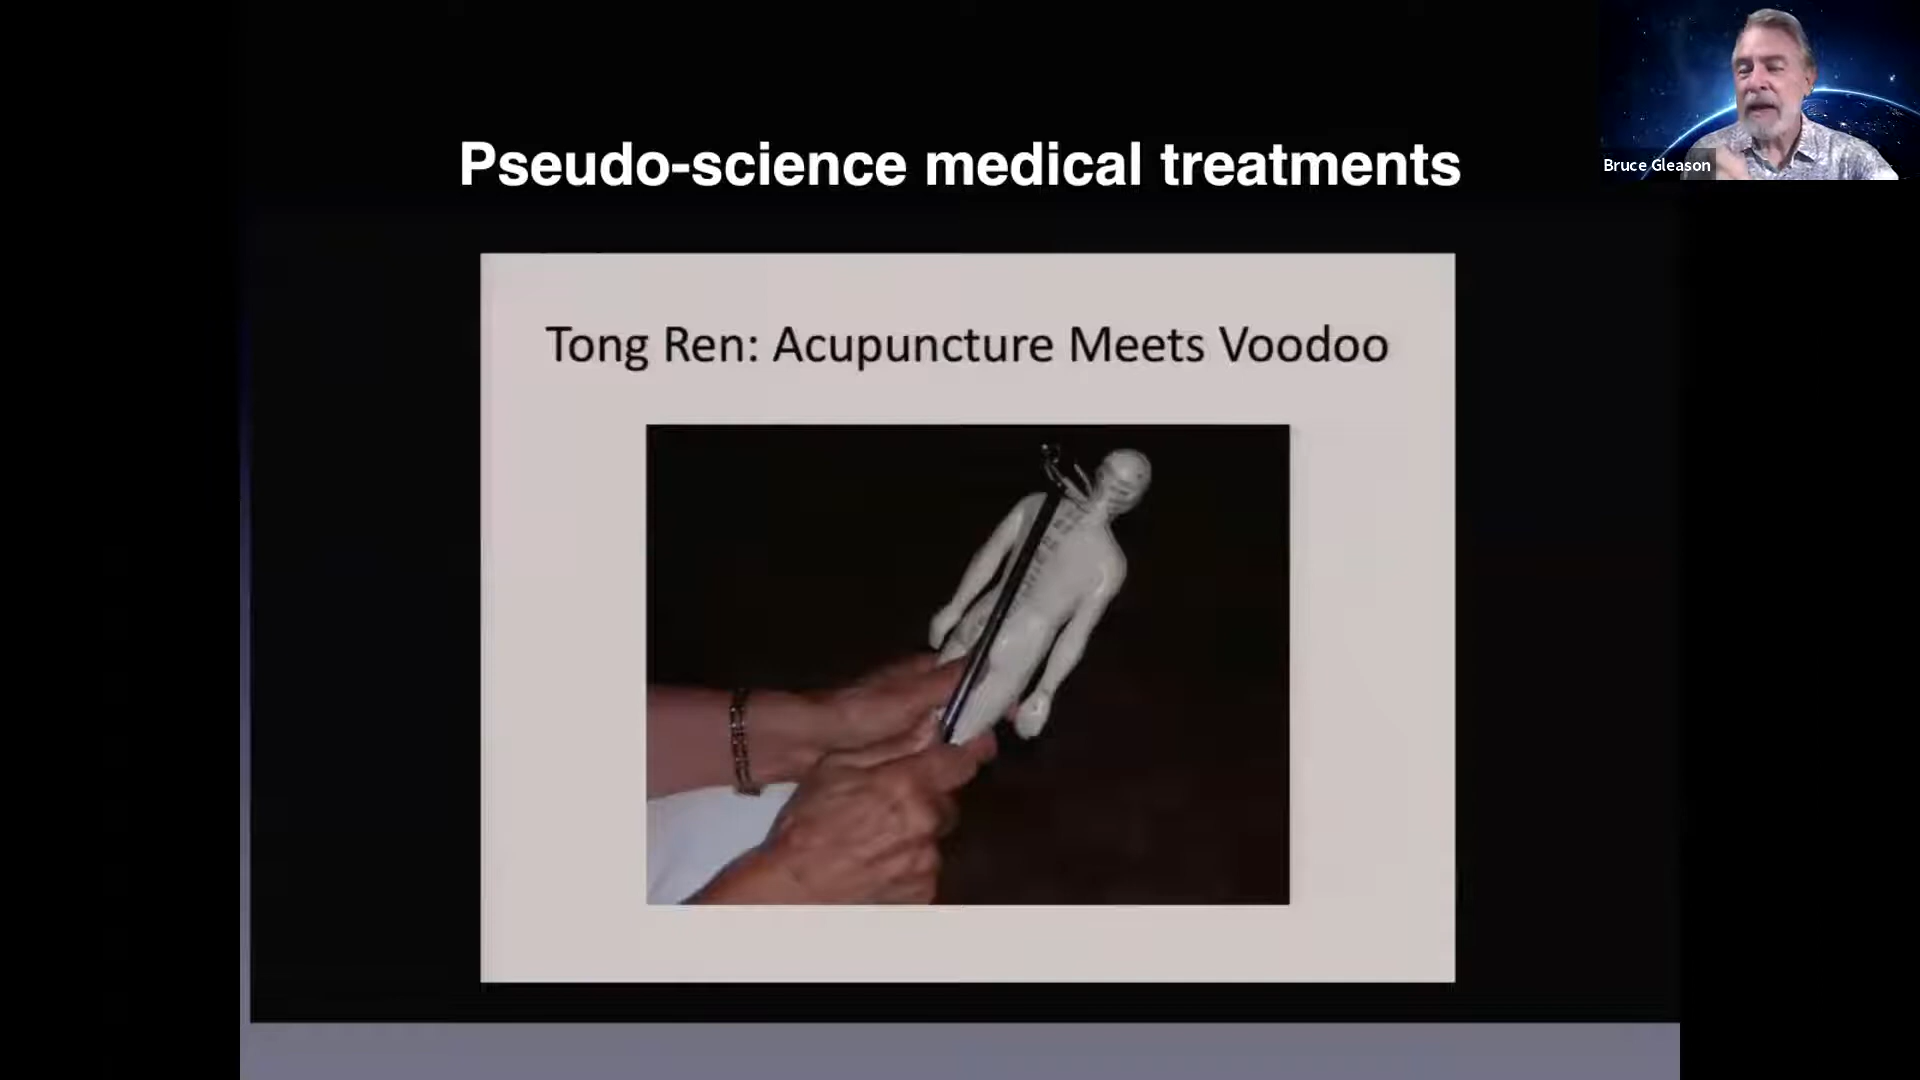 Pseudo-science medical treatments
Bruce Gleason
Tong Ren: Acupuncture Meets Voodoo